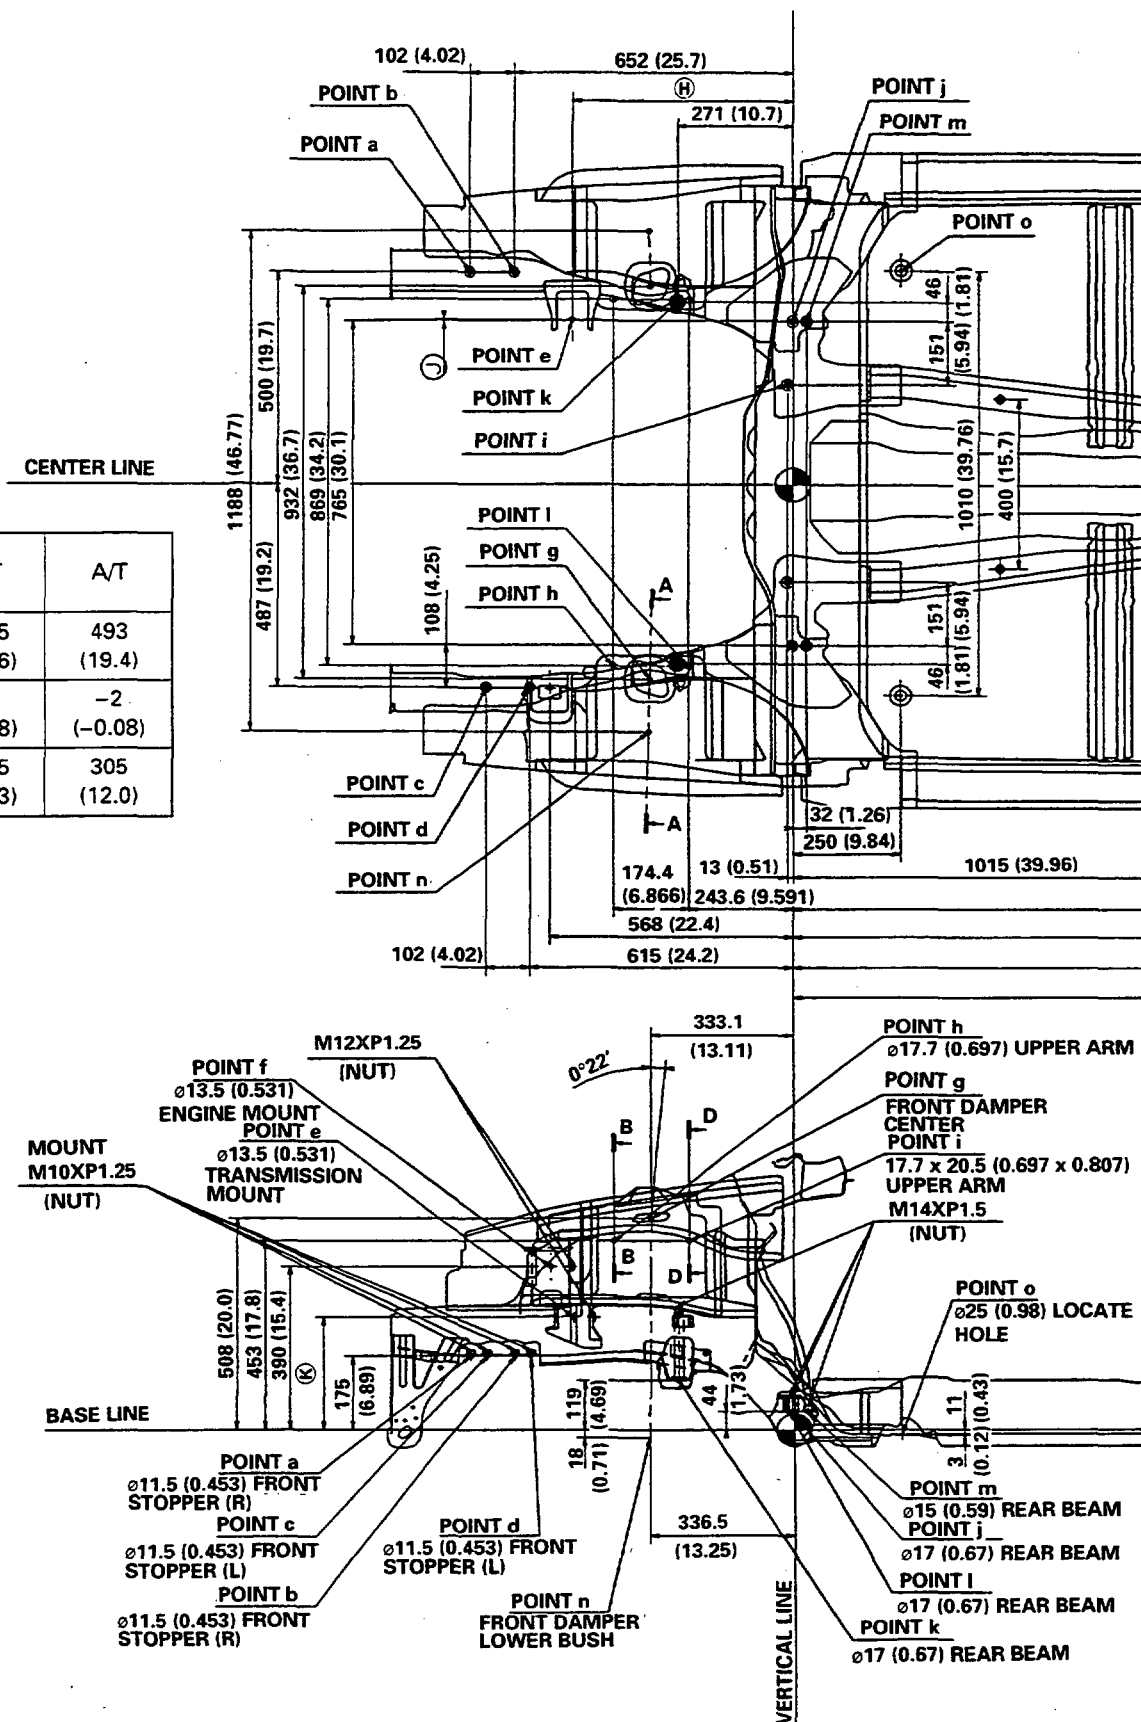 102 (4.02)
652 (25.7)
H
271 (10.7)
POINT b
POINT a
POINT j
POINT m
POINT o
46
(1.81)
151
(5.94)
POINT e
J
POINT k
POINT i
500 (19.7)
1188 (46.77)
932 (36.7)
869 (34.2)
765 (30.1)
1010 (39.76)
400 (15.7)
CENTER LINE
POINT l
POINT g
POINT h
487 (19.2)
108 (4.25)
A
151
(5.94)
46
(1.81)
A/T
5
493
6)
(19.4)
-2
8)
(-0.08)
5
305
3)
(12.0)
POINT c
POINT d
POINT n
A
32 (1.26)
250 (9.84)
174.4
(6.866)
13 (0.51)
1015 (39.96)
243.6 (9.591)
568 (22.4)
102 (4.02)
615 (24.2)
333.1
(13.11)
0°22'
M12XP1.25
(NUT)
POINT f
ø13.5 (0.531)
ENGINE MOUNT
POINT e
ø13.5 (0.531)
TRANSMISSION
MOUNT
MOUNT
M10XP1.25
(NUT)
POINT h
ø17.7 (0.697) UPPER ARM
POINT g
FRONT DAMPER
CENTER
POINT i
17.7 x 20.5 (0.697 x 0.807)
UPPER ARM
M14XP1.5
(NUT)
B
D
B
D
POINT o
ø25 (0.98) LOCATE
HOLE
508 (20.0)
453 (17.8)
390 (15.4)
K
175
(6.89)
119
(4.69)
44
(1.73)
11
(0.43)
BASE LINE
18
(0.71)
3
(0.12)
POINT a
ø11.5 (0.453) FRONT
STOPPER (R)
POINT c
ø11.5 (0.453) FRONT
STOPPER (L)
POINT b
ø11.5 (0.453) FRONT
STOPPER (R)
POINT d
ø11.5 (0.453) FRONT
STOPPER (L)
POINT n
FRONT DAMPER
LOWER BUSH
336.5
(13.25)
POINT m
ø15 (0.59) REAR BEAM
POINT j
ø17 (0.67) REAR BEAM
POINT l
ø17 (0.67) REAR BEAM
POINT k
ø17 (0.67) REAR BEAM
VERTICAL LINE